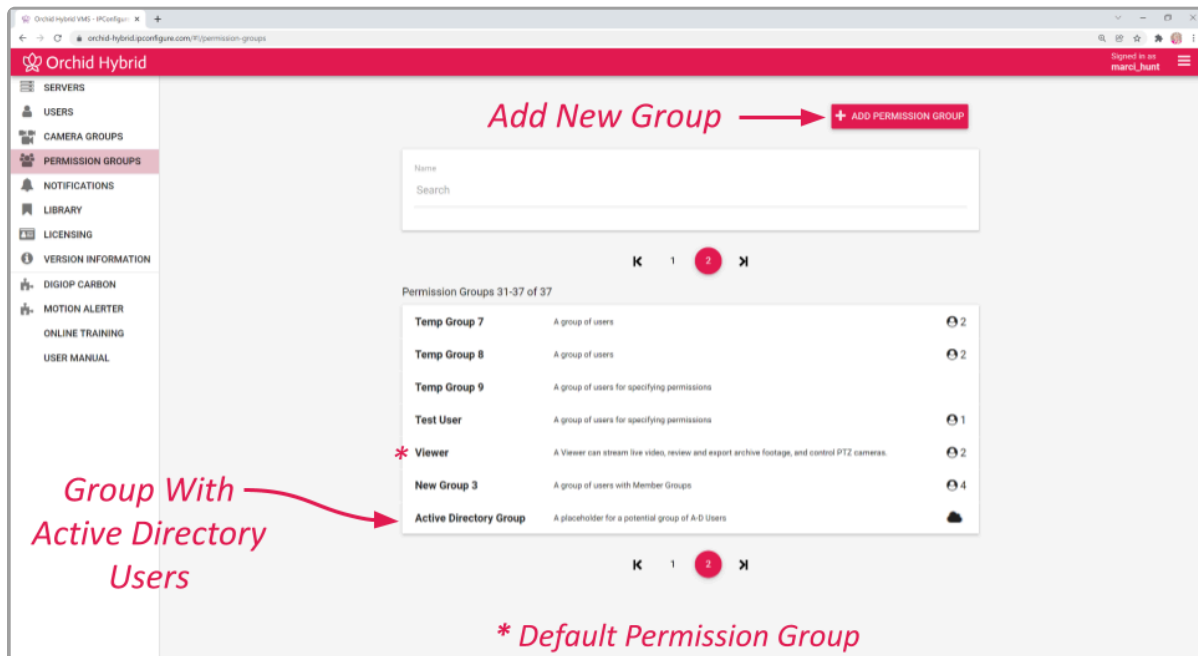 Orchid Hybrid VMS - IPConfigur
orchid-hybrid.ipconfigure.com/#!/permission-groups
Orchid Hybrid
Signed in as
marci_hunt
SERVERS
USERS
CAMERA GROUPS
PERMISSION GROUPS
NOTIFICATIONS
LIBRARY
LICENSING
VERSION INFORMATION
DIGIOP CARBON
MOTION ALERTER
ONLINE TRAINING
USER MANUAL
Add New Group
+ ADD PERMISSION GROUP
Name
Search
1 2
Permission Groups 31-37 of 37
Temp Group 7 A group of users 2
Temp Group 8 A group of users 2
Temp Group 9 A group of users for specifying permissions
Test User A group of users for specifying permissions 1
* Viewer A Viewer can stream live video, review and export archive footage, and control PTZ cameras. 2
New Group 3 A group of users with Member Groups 4
Active Directory Group A placeholder for a potential group of A-D Users
Group With
Active Directory
Users
1 2
* Default Permission Group